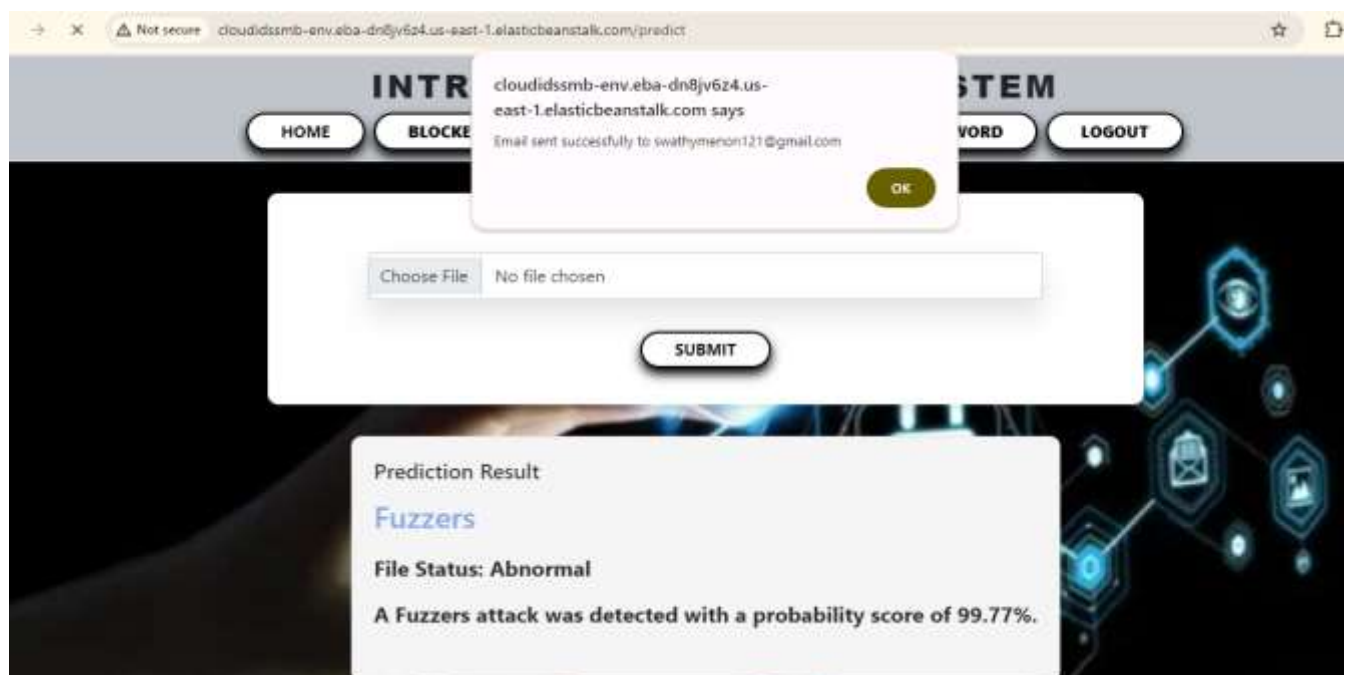 Not secure cloudidssmb-env.eba-dn8jv6z4.us-east-1.elasticbeanstalk.com/predict
INTR STEM
cloudidssmb-env.eba-dn8jv6z4.us-
east-1.elasticbeanstalk.com says
Email sent successfully to swathymenon121@gmail.com
OK
HOME BLOCKE WORD LOGOUT
Choose File No file chosen
SUBMIT
Prediction Result
Fuzzers
File Status: Abnormal
A Fuzzers attack was detected with a probability score of 99.77%.